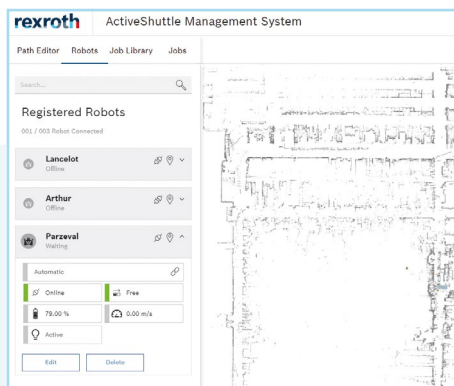 rexroth ActiveShuttle Management System
Path Editor Robots Job Library Jobs
Search...
Registered Robots
001 / 003 Robot Connected
Lancelot
Offline
Arthur
Offline
Parzeval
Waiting
Automatic
Online Free
79.00 % 0.00 m/s
Active
Edit Delete